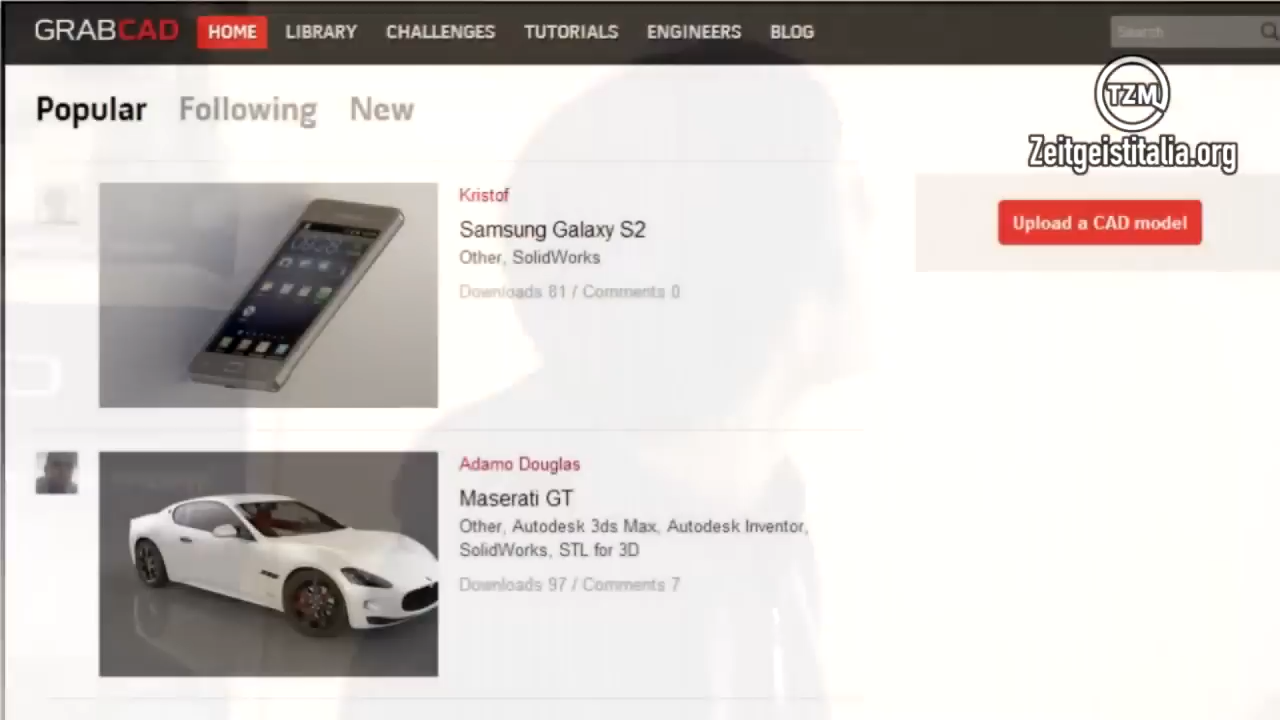 GRABCAD HOME LIBRARY CHALLENGES TUTORIALS ENGINEERS BLOG Search
TZM
Zeitgeistitalia.org
Popular Following New
Kristof
Samsung Galaxy S2
Other, SolidWorks
Downloads 81 / Comments 0
Upload a CAD model
Adamo Douglas
Maserati GT
Other, Autodesk 3ds Max, Autodesk Inventor,
SolidWorks, STL for 3D
Downloads 97 / Comments 7